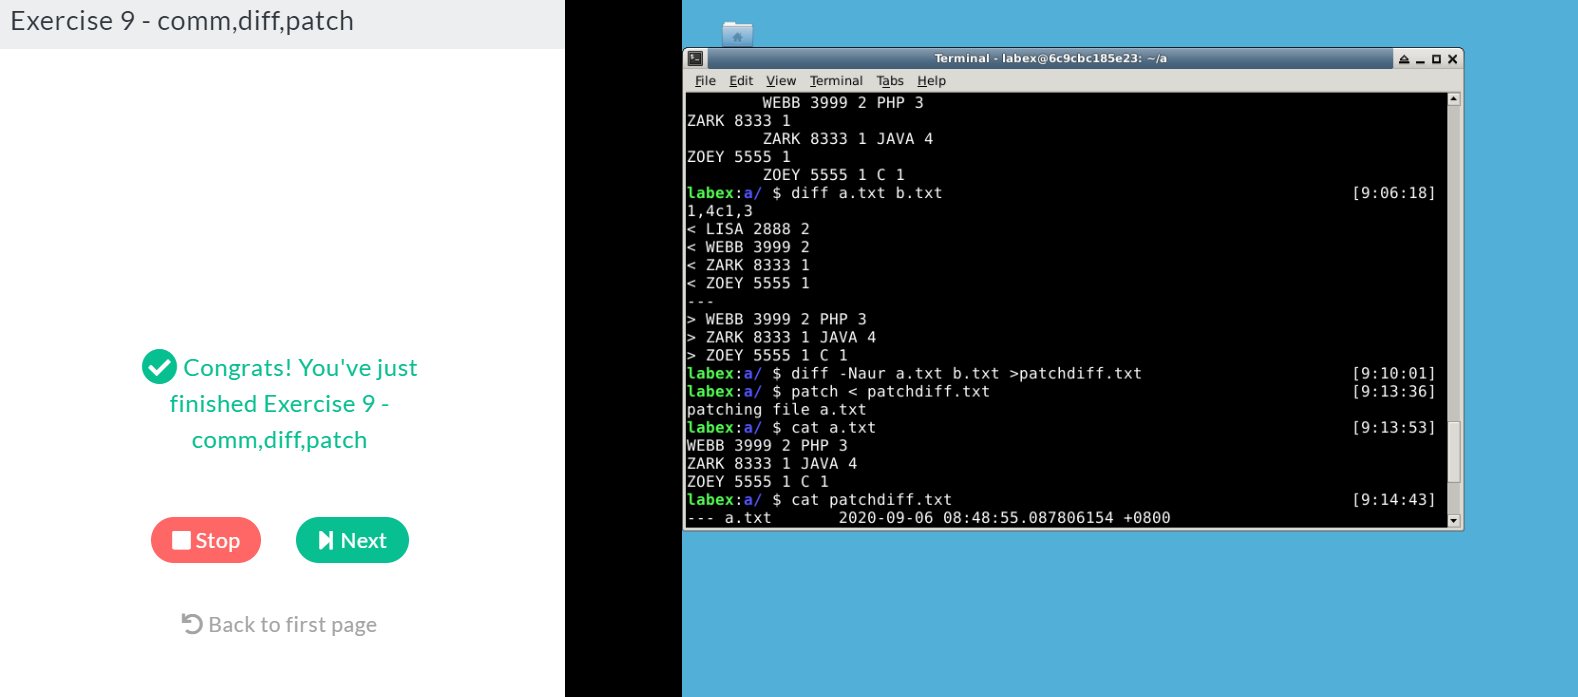 Exercise 9 - comm,diff,patch
Congrats! You've just
finished Exercise 9 -
comm,diff,patch
Stop
Next
Back to first page
Terminal - labex@6c9cbc185e23: ~/a
File Edit View Terminal Tabs Help
WEBB 3999 2 PHP 3
ZARK 8333 1
ZARK 8333 1 JAVA 4
ZOEY 5555 1
ZOEY 5555 1 C 1
labex:a/ $ diff a.txt b.txt [9:06:18]
1,4c1,3
< LISA 2888 2
< WEBB 3999 2
< ZARK 8333 1
< ZOEY 5555 1
---
> WEBB 3999 2 PHP 3
> ZARK 8333 1 JAVA 4
> ZOEY 5555 1 C 1
labex:a/ $ diff -Naur a.txt b.txt >patchdiff.txt [9:10:01]
labex:a/ $ patch < patchdiff.txt [9:13:36]
patching file a.txt
labex:a/ $ cat a.txt [9:13:53]
WEBB 3999 2 PHP 3
ZARK 8333 1 JAVA 4
ZOEY 5555 1 C 1
labex:a/ $ cat patchdiff.txt [9:14:43]
--- a.txt 2020-09-06 08:48:55.087806154 +0800